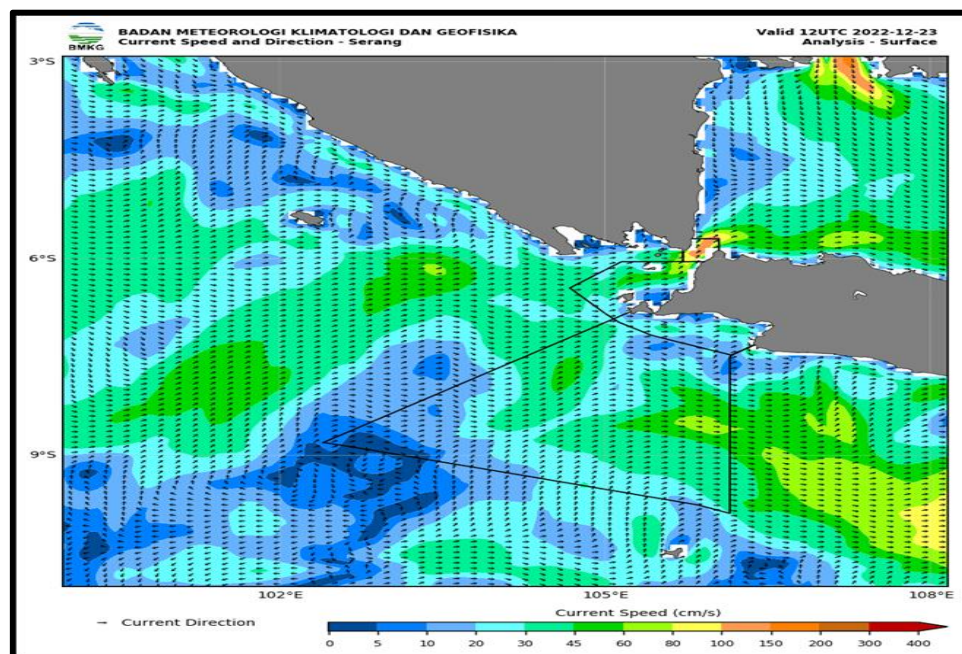 BMKG
BADAN METEOROLOGI KLIMATOLOGI DAN GEOFISIKA
Current Speed and Direction - Serang
Valid 12UTC 2022-12-23
Analysis - Surface
3°S
6°S
9°S
2
102°E
105°E
108°E
Current Direction
Current Speed (cm/s)
0 5 10 20 30 45 60 80 100 150 200 300 400